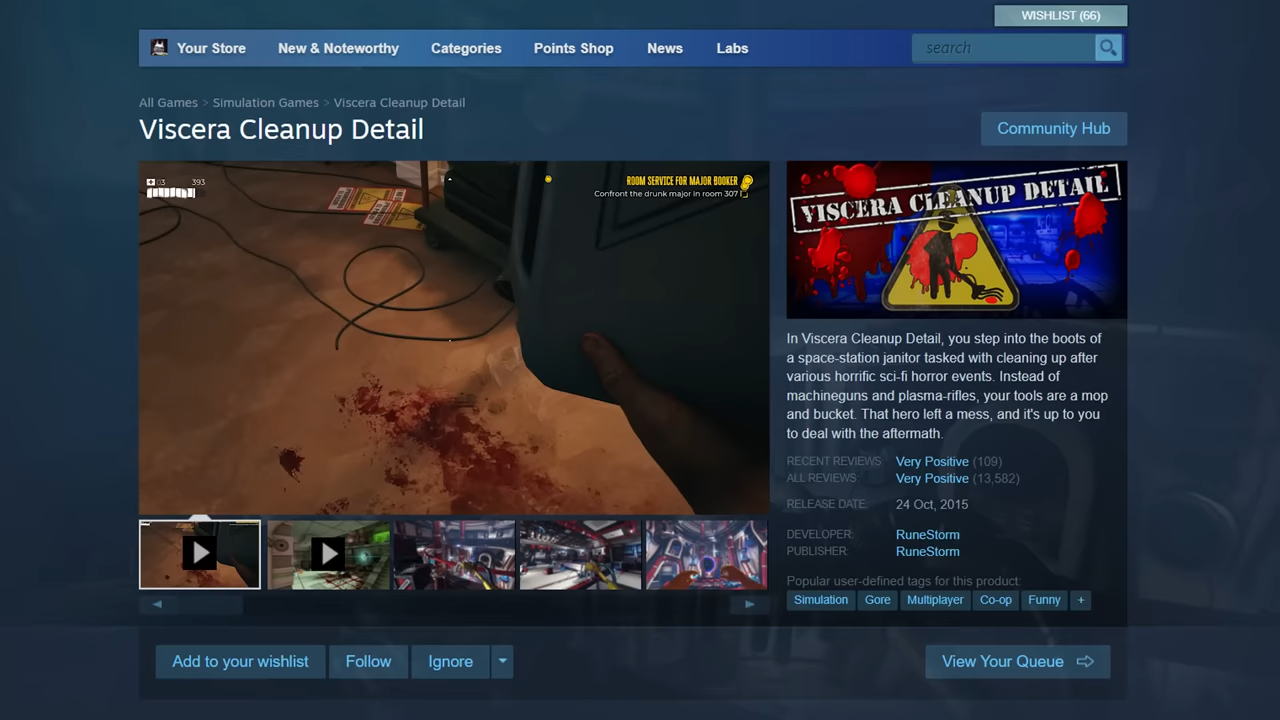 WISHLIST (66)
Your Store
New & Noteworthy
Categories
Points Shop
News
Labs
search
All Games > Simulation Games > Viscera Cleanup Detail
Viscera Cleanup Detail
Community Hub
03
393
ROOM SERVICE FOR MAJOR BOOKER
Confront the drunk major in room 307
VISCERA CLEANUP DETAIL
In Viscera Cleanup Detail, you step into the boots of
a space-station janitor tasked with cleaning up after
various horrific sci-fi horror events. Instead of
machineguns and plasma-rifles, your tools are a mop
and bucket. That hero left a mess, and it's up to you
to deal with the aftermath.
RECENT REVIEWS: Very Positive (109)
ALL REVIEWS: Very Positive (13,582)
RELEASE DATE: 24 Oct, 2015
DEVELOPER: RuneStorm
PUBLISHER: RuneStorm
Popular user-defined tags for this product:
Simulation
Gore
Multiplayer
Co-op
Funny
+
Add to your wishlist
Follow
Ignore
View Your Queue